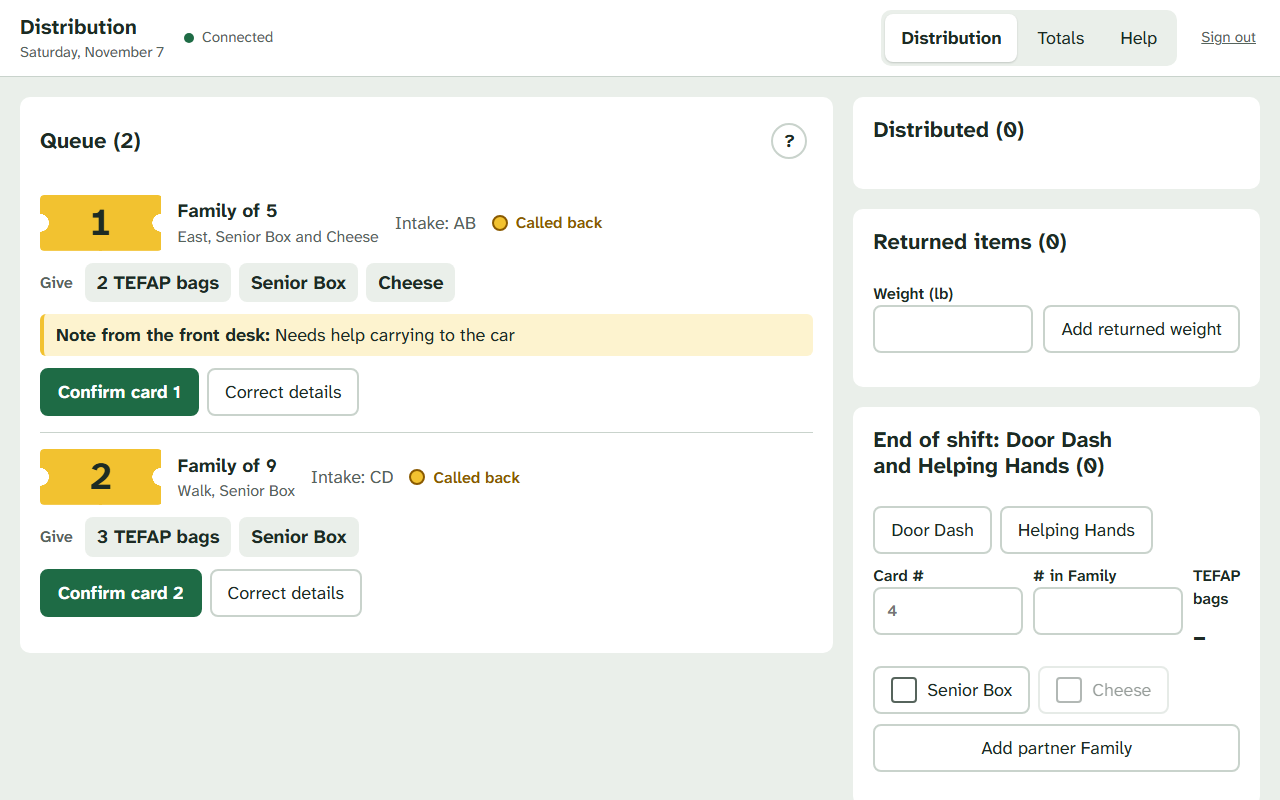 Distribution
Saturday, November 7
Connected
Distribution
Totals
Help
Sign out
Queue (2)
?
1
Family of 5
East, Senior Box and Cheese
Intake: AB
Called back
Give
2 TEFAP bags
Senior Box
Cheese
Note from the front desk: Needs help carrying to the car
Confirm card 1
Correct details
2
Family of 9
Walk, Senior Box
Intake: CD
Called back
Give
3 TEFAP bags
Senior Box
Confirm card 2
Correct details
Distributed (0)
Returned items (0)
Weight (lb)
Add returned weight
End of shift: Door Dash
and Helping Hands (0)
Door Dash
Helping Hands
Card #
# in Family
TEFAP
bags
4
–
Senior Box
Cheese
Add partner Family